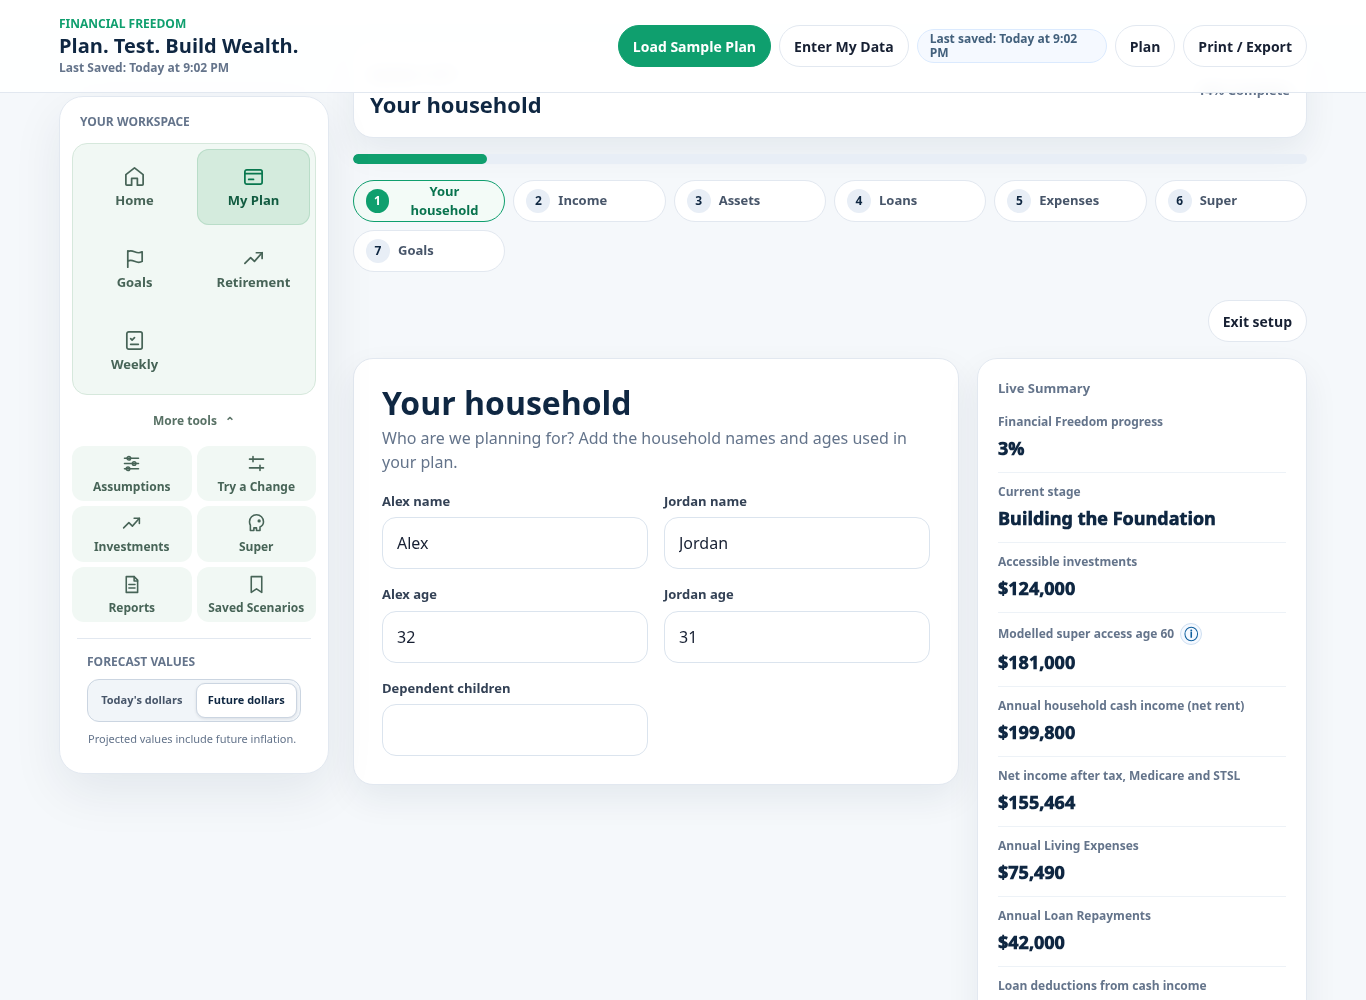 FINANCIAL FREEDOM
Plan. Test. Build Wealth.
Last Saved: Today at 9:02 PM
Load Sample Plan
Enter My Data
Last saved: Today at 9:02
PM
Plan
Print / Export
YOUR WORKSPACE
Home
My Plan
Goals
Retirement
Weekly
More tools
Assumptions
Try a Change
Investments
Super
Reports
Saved Scenarios
FORECAST VALUES
Today's dollars
Future dollars
Projected values include future inflation.
Your household
1
Your
household
2 Income
3 Assets
4 Loans
5 Expenses
6 Super
7 Goals
Exit setup
Your household
Who are we planning for? Add the household names and ages used in
your plan.
Alex name
Jordan name
Alex
Jordan
Alex age
Jordan age
32
31
Dependent children
Live Summary
Financial Freedom progress
3%
Current stage
Building the Foundation
Accessible investments
$124,000
Modelled super access age 60
$181,000
Annual household cash income (net rent)
$199,800
Net income after tax, Medicare and STSL
$155,464
Annual Living Expenses
$75,490
Annual Loan Repayments
$42,000
Loan deductions from cash income